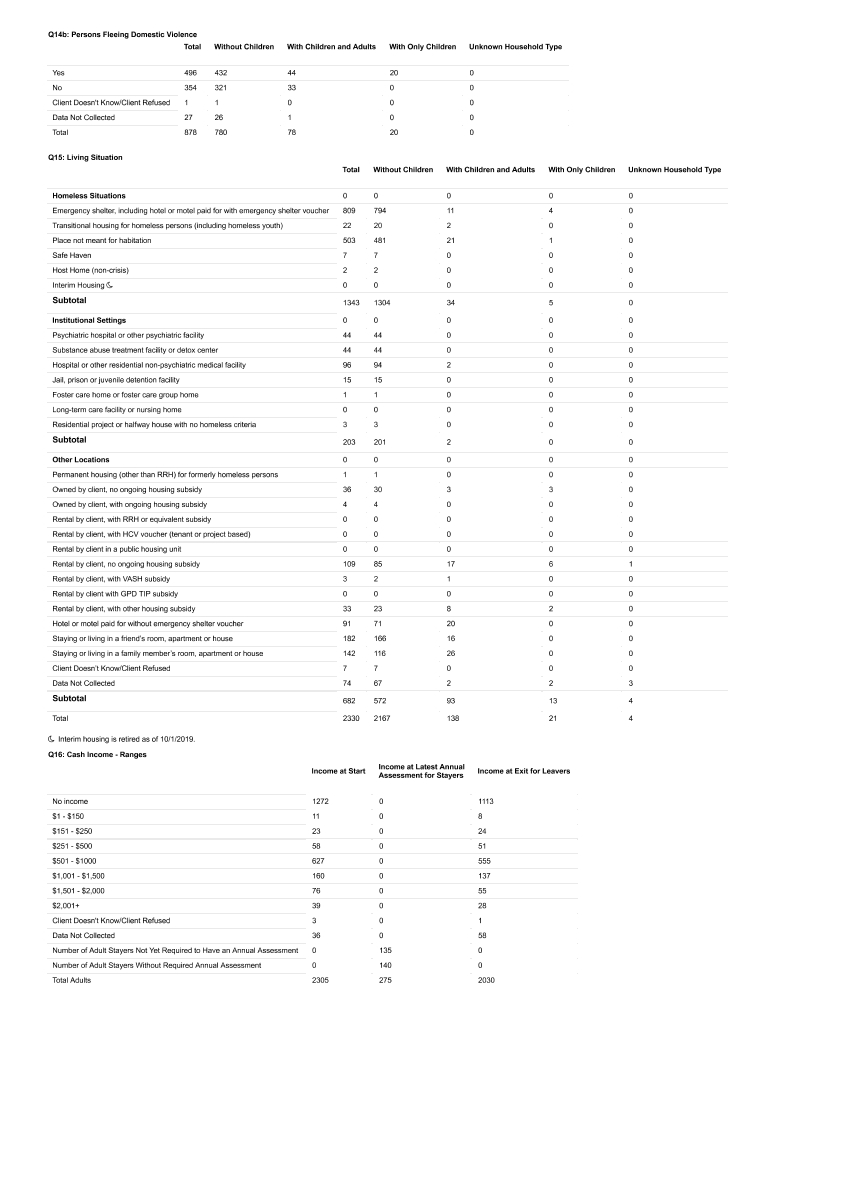 Q14b: Persons Fleeing Domestic Violence
Total Without Children With Children and Adults With Only Children Unknown Household Type
Yes 496 432 44 20 0
No 354 321 33 0 0
Client Doesn't Know/Client Refused 1 1 0 0 0
Data Not Collected 27 26 1 0 0
Total 878 780 78 20 0
Q15: Living Situation
Total Without Children With Children and Adults With Only Children Unknown Household Type
Homeless Situations 0 0 0 0 0
Emergency shelter, including hotel or motel paid for with emergency shelter voucher 809 794 11 4 0
Transitional housing for homeless persons (including homeless youth) 22 20 2 0 0
Place not meant for habitation 503 481 21 1 0
Safe Haven 7 7 0 0 0
Host Home (non-crisis) 2 2 0 0 0
Interim Housing ☾ 0 0 0 0 0
Subtotal 1343 1304 34 5 0
Institutional Settings 0 0 0 0 0
Psychiatric hospital or other psychiatric facility 44 44 0 0 0
Substance abuse treatment facility or detox center 44 44 0 0 0
Hospital or other residential non-psychiatric medical facility 96 94 2 0 0
Jail, prison or juvenile detention facility 15 15 0 0 0
Foster care home or foster care group home 1 1 0 0 0
Long-term care facility or nursing home 0 0 0 0 0
Residential project or halfway house with no homeless criteria 3 3 0 0 0
Subtotal 203 201 2 0 0
Other Locations 0 0 0 0 0
Permanent housing (other than RRH) for formerly homeless persons 1 1 0 0 0
Owned by client, no ongoing housing subsidy 36 30 3 3 0
Owned by client, with ongoing housing subsidy 4 4 0 0 0
Rental by client, with RRH or equivalent subsidy 0 0 0 0 0
Rental by client, with HCV voucher (tenant or project based) 0 0 0 0 0
Rental by client in a public housing unit 0 0 0 0 0
Rental by client, no ongoing housing subsidy 109 85 17 6 1
Rental by client, with VASH subsidy 3 2 1 0 0
Rental by client with GPD TIP subsidy 0 0 0 0 0
Rental by client, with other housing subsidy 33 23 8 2 0
Hotel or motel paid for without emergency shelter voucher 91 71 20 0 0
Staying or living in a friend's room, apartment or house 182 166 16 0 0
Staying or living in a family member's room, apartment or house 142 116 26 0 0
Client Doesn't Know/Client Refused 7 7 0 0 0
Data Not Collected 74 67 2 2 3
Subtotal 682 572 93 13 4
Total 2330 2167 138 21 4
☾ Interim housing is retired as of 10/1/2019.
Q16: Cash Income - Ranges
Income at Start Income at Latest Annual Assessment for Stayers Income at Exit for Leavers
No income 1272 0 1113
$1 - $150 11 0 8
$151 - $250 23 0 24
$251 - $500 58 0 51
$501 - $1000 627 0 555
$1,001 - $1,500 160 0 137
$1,501 - $2,000 76 0 55
$2,001+ 39 0 28
Client Doesn't Know/Client Refused 3 0 1
Data Not Collected 36 0 58
Number of Adult Stayers Not Yet Required to Have an Annual Assessment 0 135 0
Number of Adult Stayers Without Required Annual Assessment 0 140 0
Total Adults 2305 275 2030